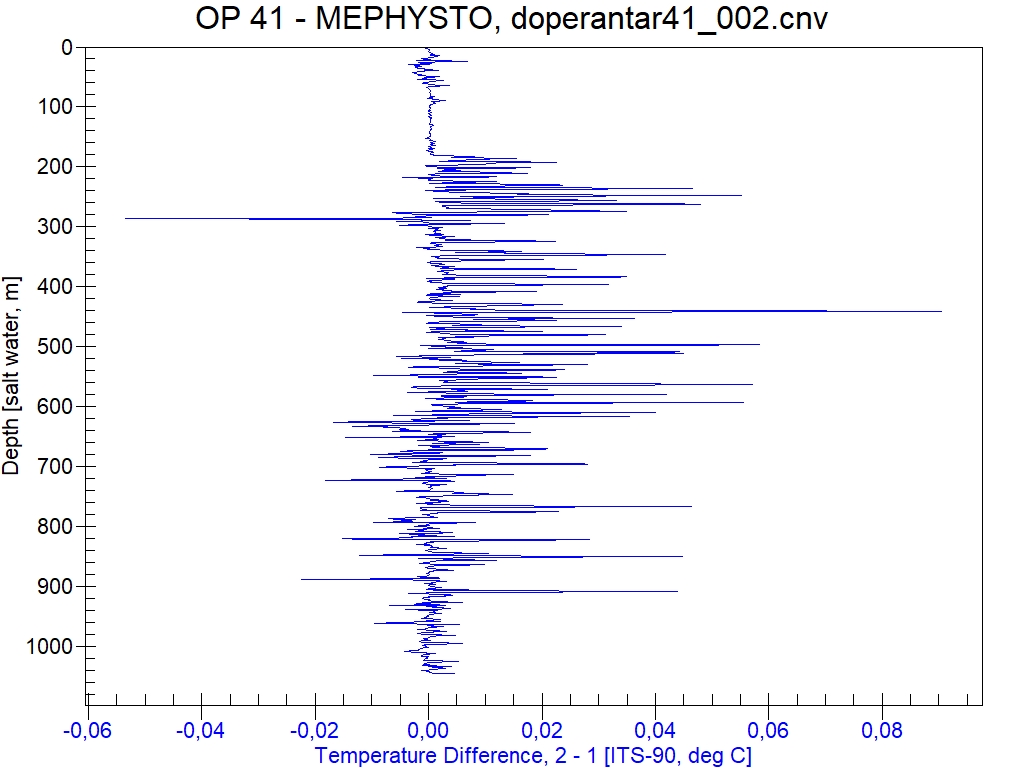 OP 41 - MEPHYSTO, doperantar41_002.cnv
0
100
200
300
400
500
600
700
800
900
1000
Depth [salt water, m]
-0,06 -0,04 -0,02 0,00 0,02 0,04 0,06 0,08
Temperature Difference, 2 - 1 [ITS-90, deg C]